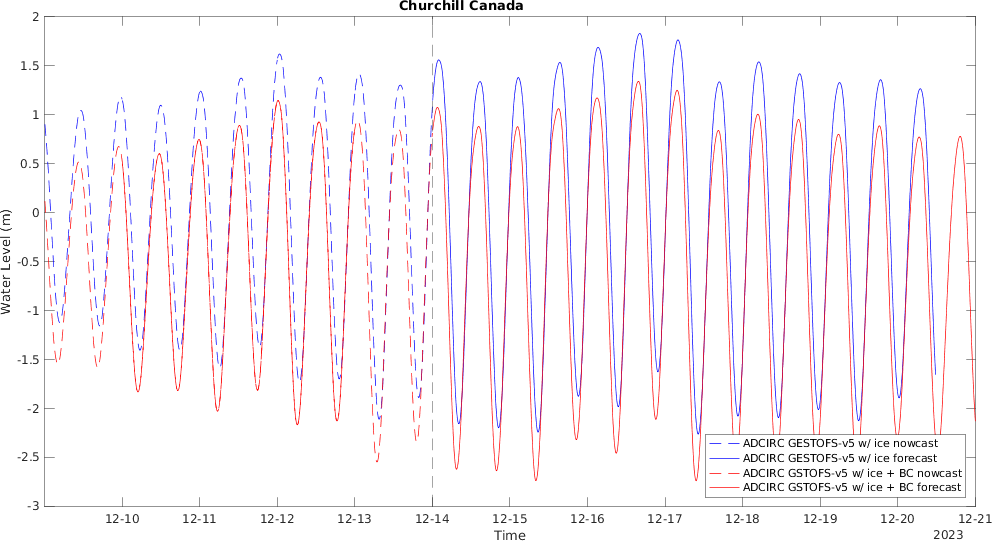 Churchill Canada
2
1.5
1
0.5
0
-0.5
-1
-1.5
-2
-2.5
-3
Water Level (m)
ADCIRC GESTOFS-v5 w/ ice nowcast
ADCIRC GESTOFS-v5 w/ ice forecast
ADCIRC GSTOFS-v5 w/ ice + BC nowcast
ADCIRC GSTOFS-v5 w/ ice + BC forecast
12-10 12-11 12-12 12-13 12-14 12-15 12-16 12-17 12-18 12-19 12-20 12-21
Time
2023